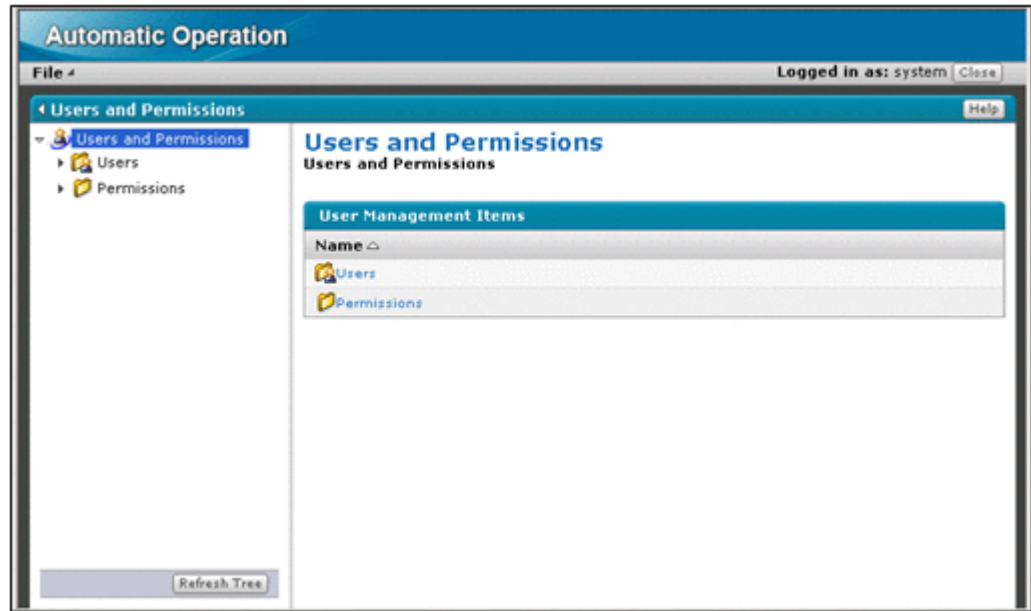 Automatic Operation
File
Logged in as: system Close
Users and Permissions
Help
Users and Permissions
Users
Permissions
Refresh Tree
Users and Permissions
Users and Permissions
User Management Items
Name
Users
Permissions